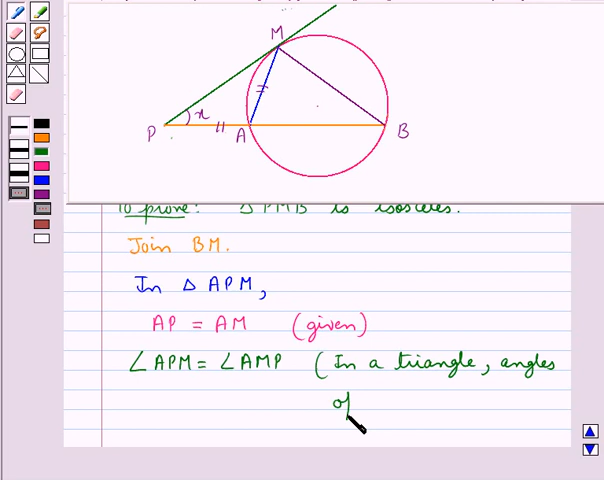 M
x
P
A
B
To prove: △ PMB is isosceles.
Join BM.
In △ APM,
AP = AM (given)
∠APM = ∠AMP (In a triangle, angles
of